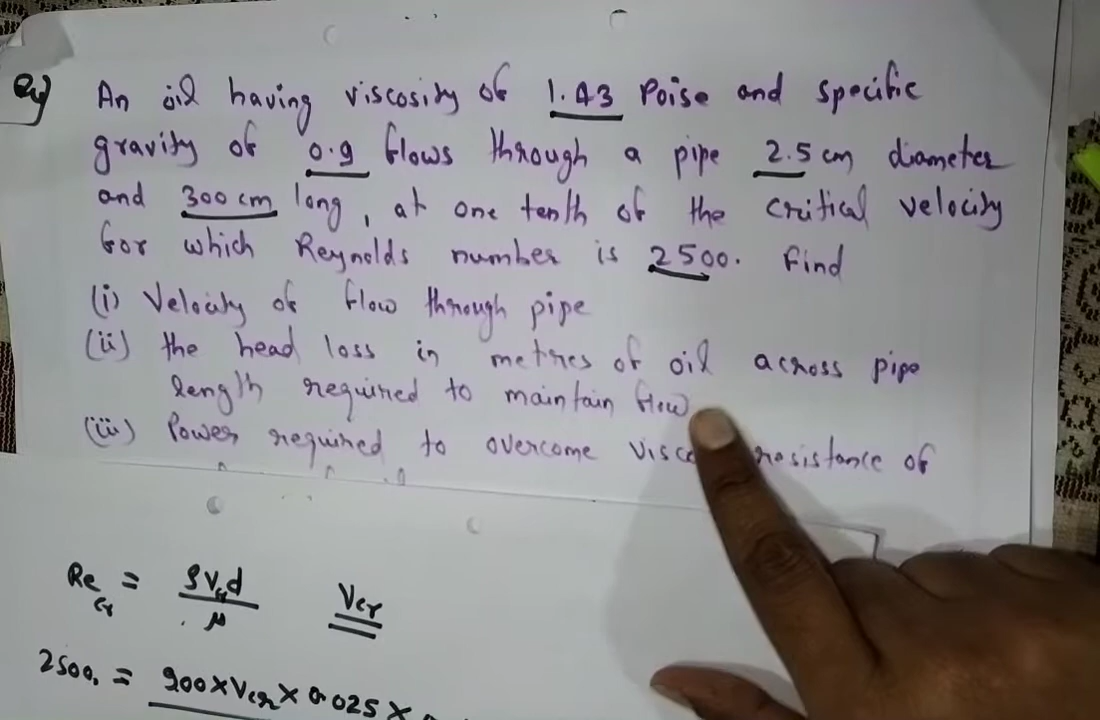 Q4) An oil having viscosity of 1.43 Poise and specific
gravity of 0.9 flows through a pipe 2.5 cm diameter
and 300 cm long, at one tenth of the critical velocity
for which Reynolds number is 2500. Find
(i) Velocity of flow through pipe
(ii) the head loss in metres of oil across pipe
length required to maintain flow
(iii) Power required to overcome resistance of
Re cr = ρ Vcr d / μ Vcr
2500 = 900 × Vcr × 0.025 ×